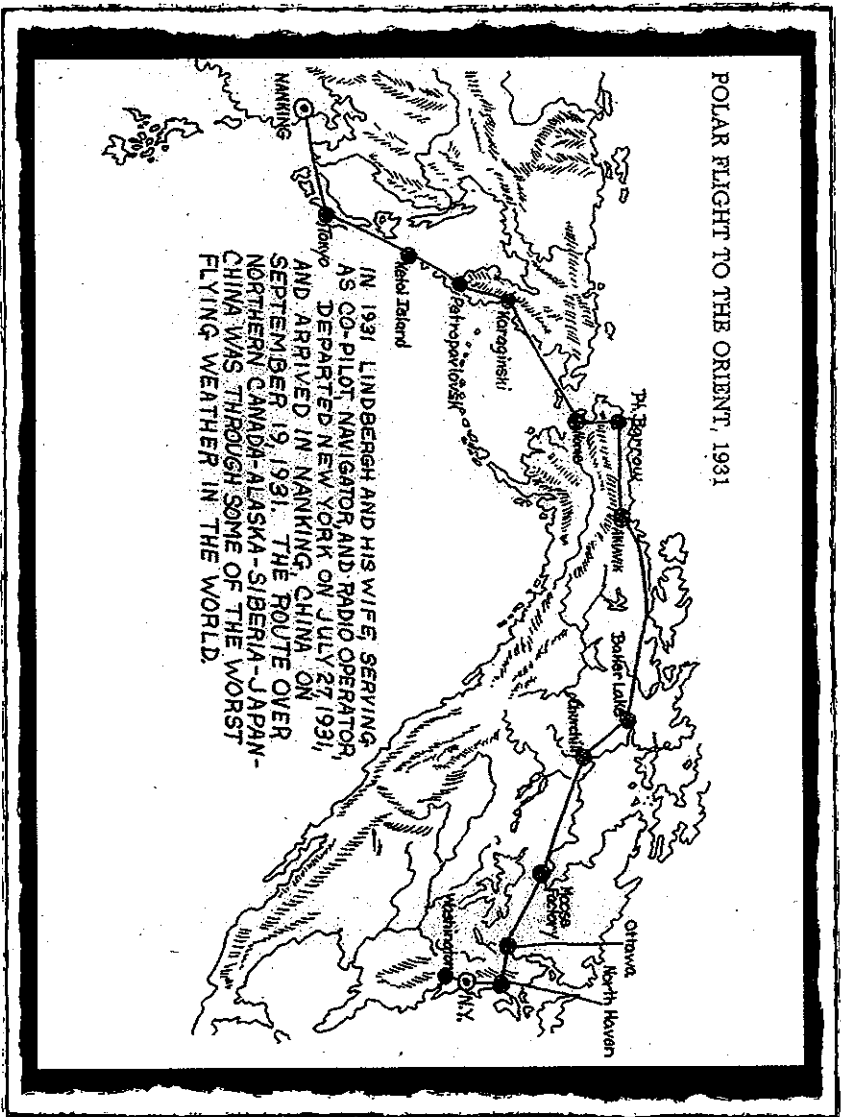 POLAR FLIGHT TO THE ORIENT, 1931
NANKING
Tokyo
Ketoi Island
Petropavlovsk
Karaginski
Nome
Pt. Barrow
AKlAVIK
Baker Lake
Churchill
Moose
Factory
Ottawa
North Haven
N.Y.
Washington
IN 1931 LINDBERGH AND HIS WIFE, SERVING
AS CO-PILOT, NAVIGATOR, AND RADIO OPERATOR,
DEPARTED NEW YORK ON JULY 27, 1931,
AND ARRIVED IN NANKING, CHINA ON
SEPTEMBER 19, 1931. THE ROUTE OVER
NORTHERN CANADA-ALASKA-SIBERIA-JAPAN-
CHINA WAS THROUGH SOME OF THE WORST
FLYING WEATHER IN THE WORLD.